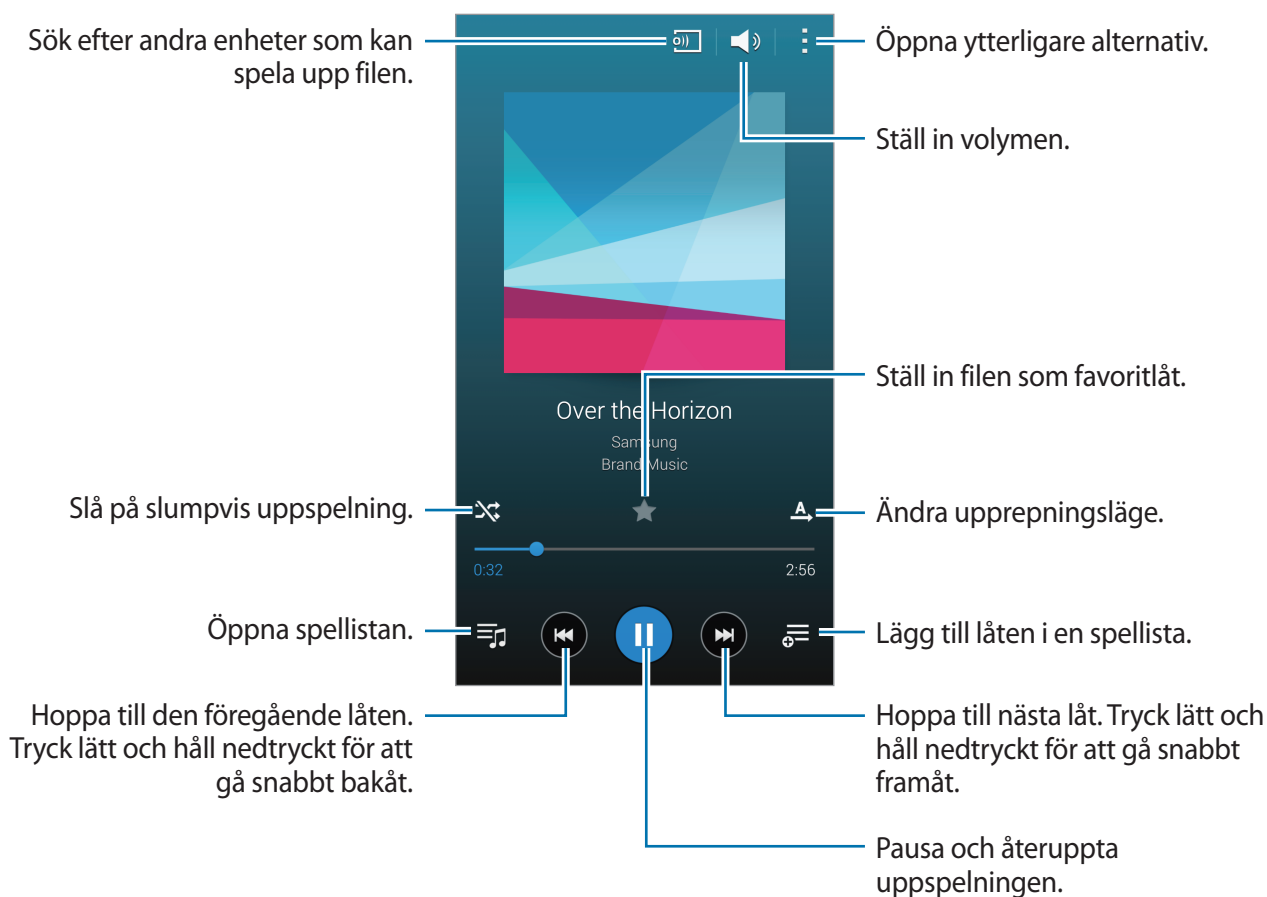 Sök efter andra enheter som kan
spela upp filen.
Öppna ytterligare alternativ.
Ställ in volymen.
Ställ in filen som favoritlåt.
Over the Horizon
Samsung
Brand Music
Slå på slumpvis uppspelning.
A
Ändra upprepningsläge.
0:32
2:56
Öppna spellistan.
Lägg till låten i en spellista.
Hoppa till den föregående låten.
Tryck lätt och håll nedtryckt för att
gå snabbt bakåt.
Hoppa till nästa låt. Tryck lätt och
håll nedtryckt för att gå snabbt
framåt.
Pausa och återuppta
uppspelningen.